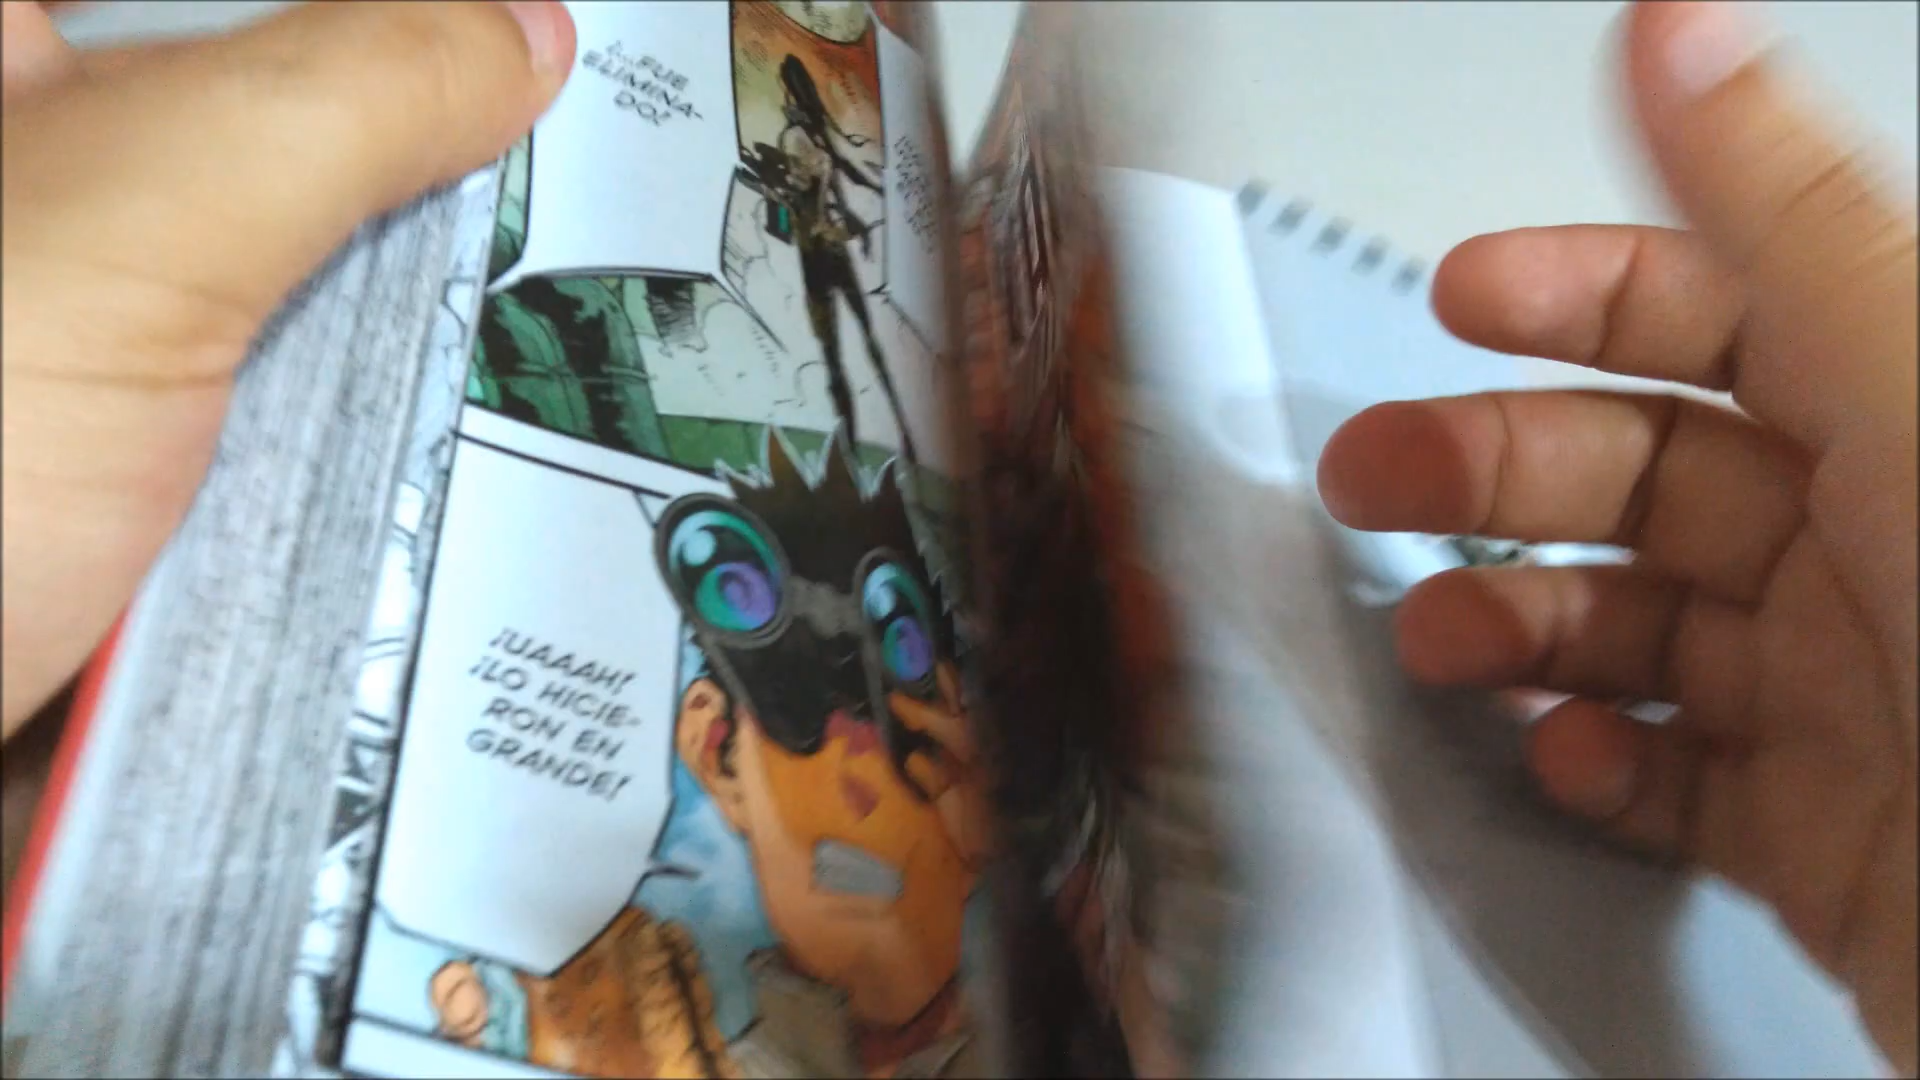 ¿...FUE
ELIMINA-
DO?
¡UAAAH!
¡LO HICIE-
RON EN
GRANDE!